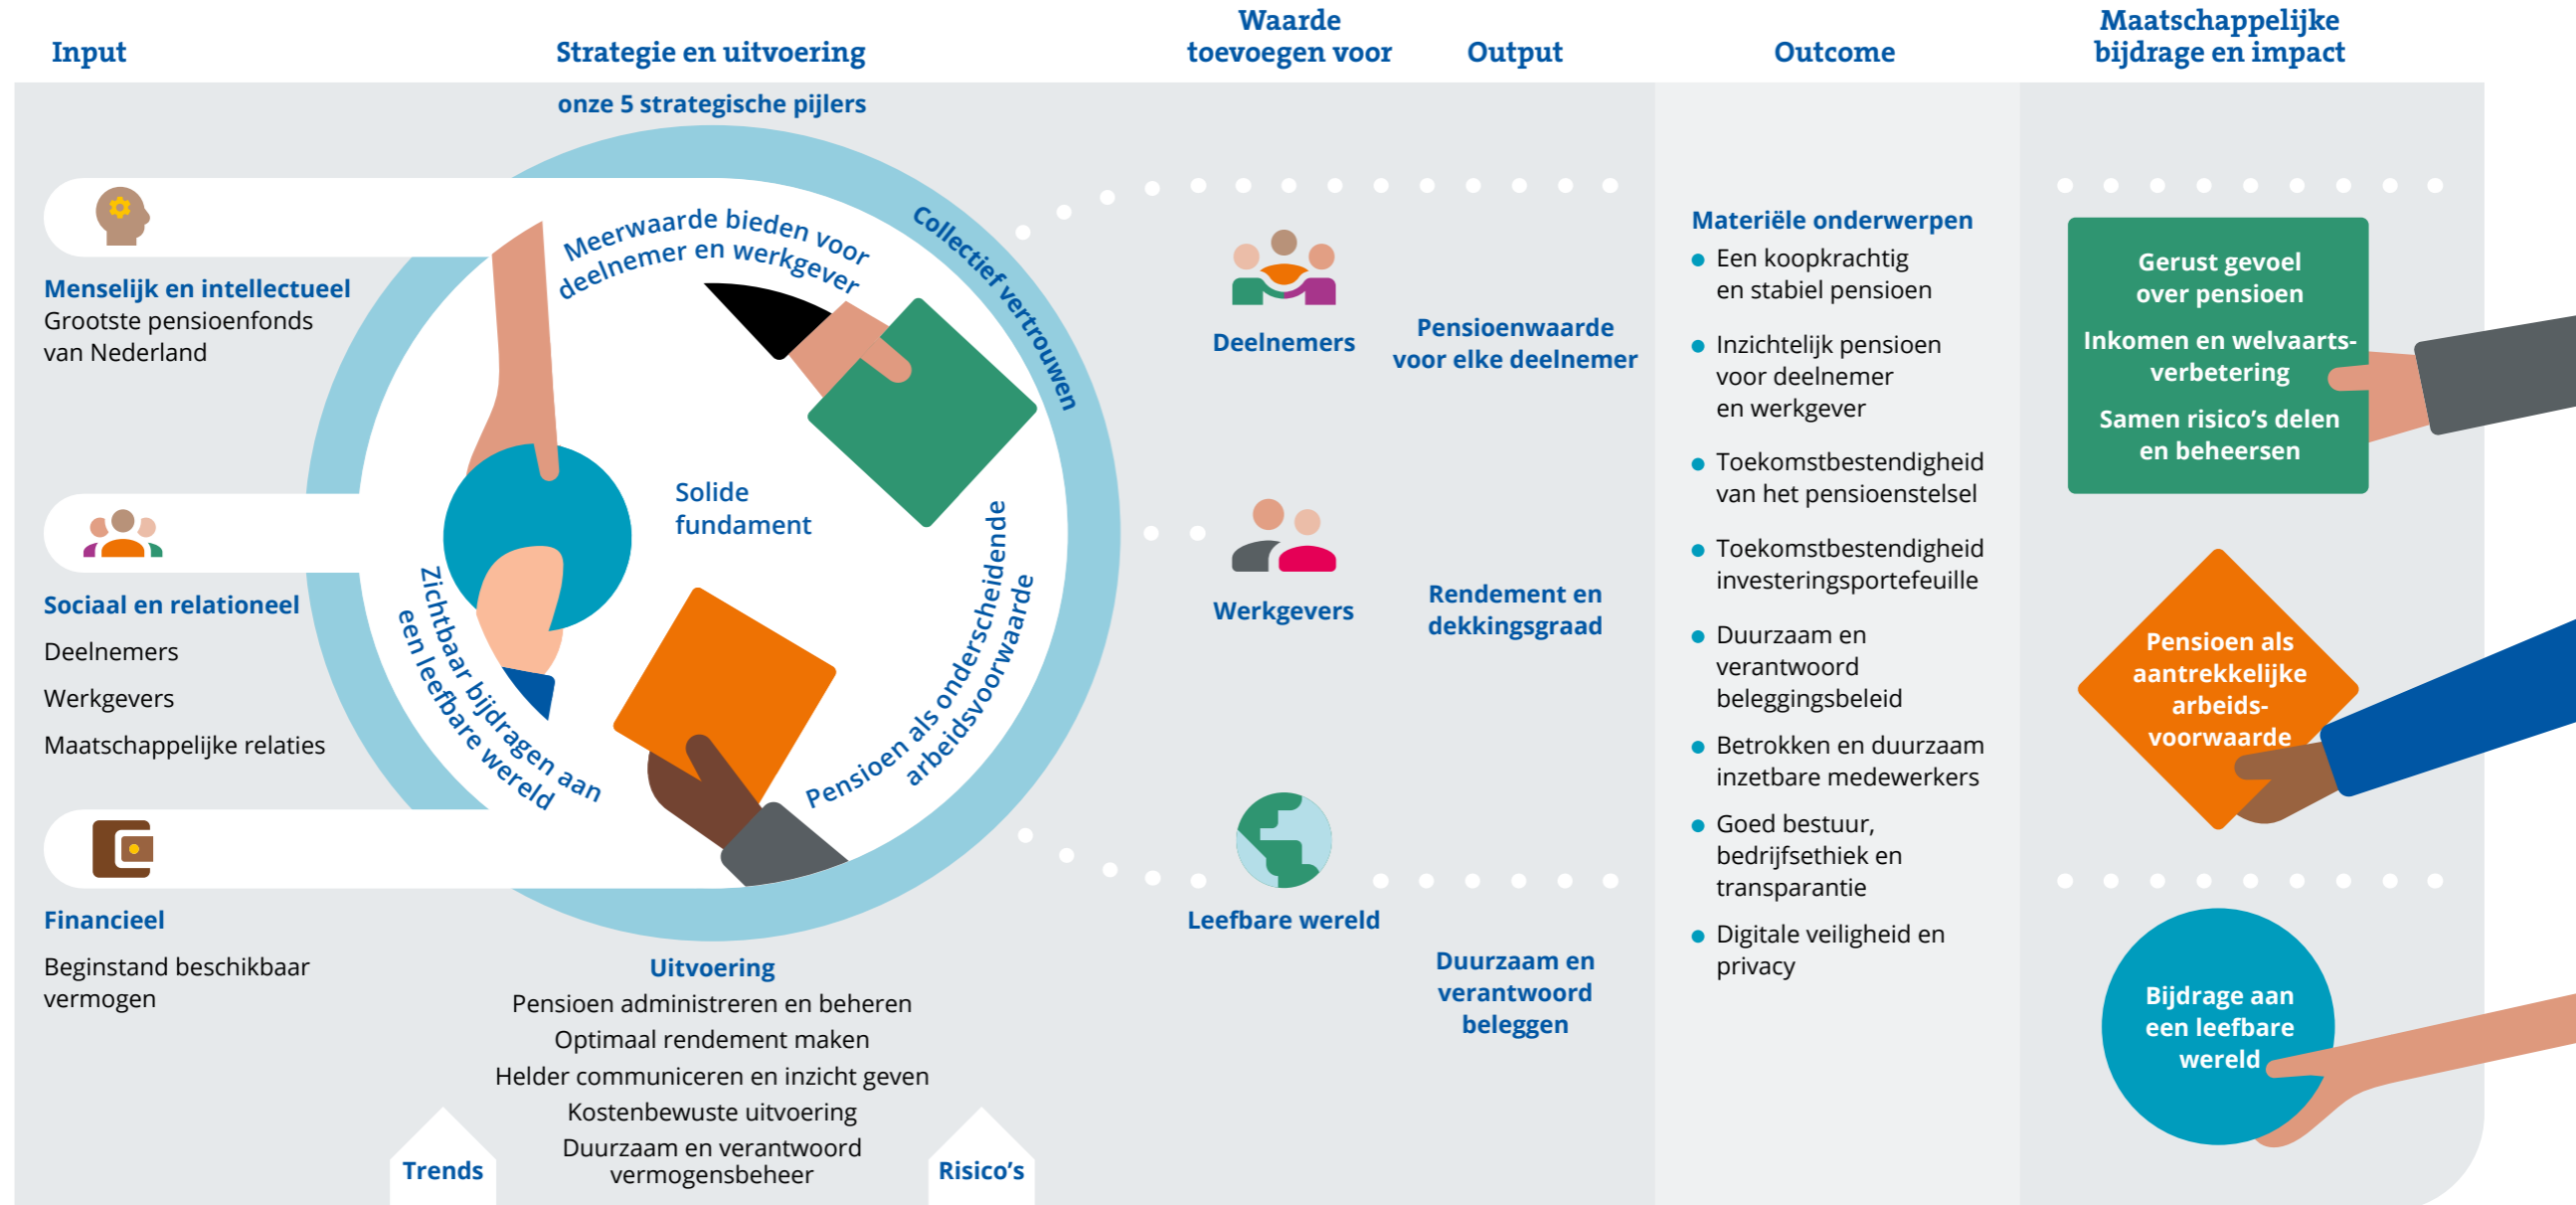 Input
Strategie en uitvoering
Waarde
toevoegen voor
Output
Outcome
Maatschappelijke
bijdrage en impact
onze 5 strategische pijlers
Menselijk en intellectueel
Grootste pensioenfonds
van Nederland
Sociaal en relationeel
Deelnemers
Werkgevers
Maatschappelijke relaties
Financieel
Beginstand beschikbaar
vermogen
Meerwaarde bieden voor
deelnemer en werkgever
Collectief vertrouwen
Solide
fundament
Zichtbaar bijdragen aan
een leefbare wereld
Pensioen als onderscheidende
arbeidsvoorwaarde
Uitvoering
Pensioen administreren en beheren
Optimaal rendement maken
Helder communiceren en inzicht geven
Kostenbewuste uitvoering
Duurzaam en verantwoord
vermogensbeheer
Trends
Risico's
Deelnemers
Werkgevers
Leefbare wereld
Pensioenwaarde
voor elke deelnemer
Rendement en
dekkingsgraad
Duurzaam en
verantwoord
beleggen
Materiële onderwerpen
Een koopkrachtig
en stabiel pensioen
Inzichtelijk pensioen
voor deelnemer
en werkgever
Toekomstbestendigheid
van het pensioenstelsel
Toekomstbestendigheid
investeringsportefeuille
Duurzaam en
verantwoord
beleggingsbeleid
Betrokken en duurzaam
inzetbare medewerkers
Goed bestuur,
bedrijfsethiek en
transparantie
Digitale veiligheid en
privacy
Gerust gevoel
over pensioen
Inkomen en welvaarts-
verbetering
Samen risico's delen
en beheersen
Pensioen als
aantrekkelijke
arbeids-
voorwaarde
Bijdrage aan
een leefbare
wereld